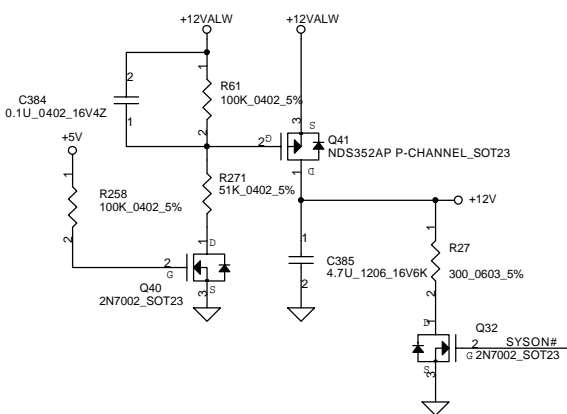 +12VALW
+12VALW
1
2
R61
100K_0402_5%
C384
0.1U_0402_16V4Z
1
2
3
S
2
G
Q41
NDS352AP P-CHANNEL_SOT23
+5V
1
D
R271
51K_0402_5%
1
R258
100K_0402_5%
2
+12V
1
C385
4.7U_1206_16V6K
2
1
R27
300_0603_5%
2
1
D
2
G
3
S
Q40
2N7002_SOT23
1
D
Q32
2
SYSON#
G
2N7002_SOT23
S
3